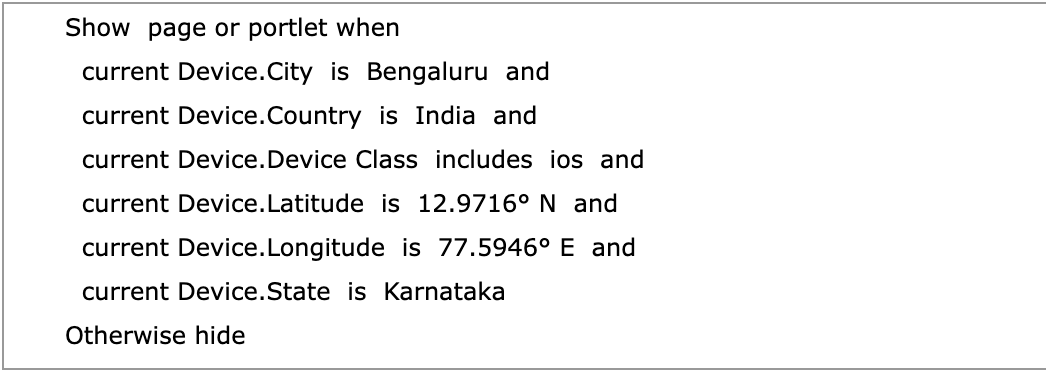 Show page or portlet when
current Device.City is Bengaluru and
current Device.Country is India and
current Device.Device Class includes ios and
current Device.Latitude is 12.9716° N and
current Device.Longitude is 77.5946° E and
current Device.State is Karnataka
Otherwise hide